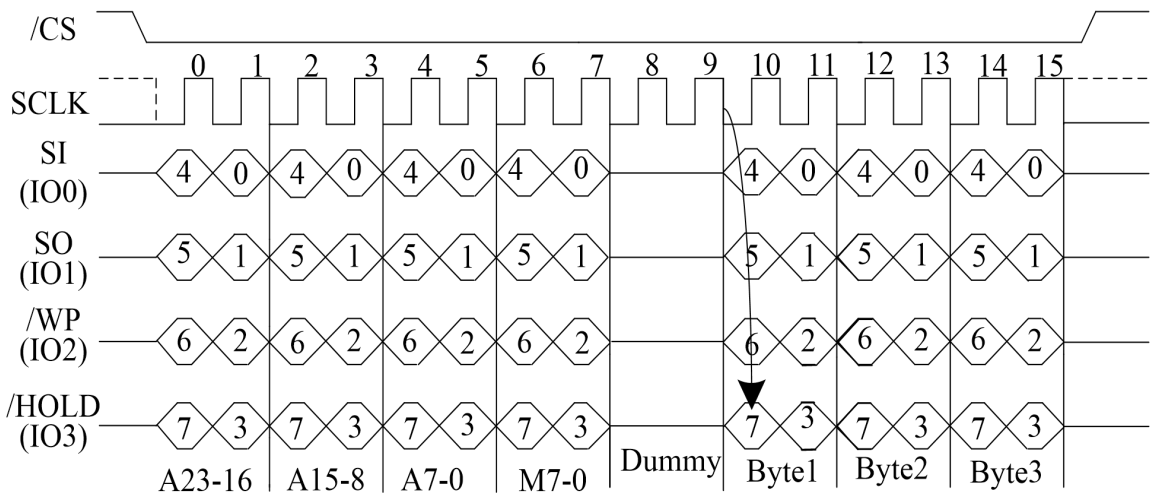 /CS
0 1 2 3 4 5 6 7 8 9 10 11 12 13 14 15
SCLK
SI
(IO0)
4 0 4 0 4 0 4 0 4 0 4 0 4 0
SO
(IO1)
5 1 5 1 5 1 5 1 5 1 5 1 5 1
/WP
(IO2)
6 2 6 2 6 2 6 2 6 2 6 2 6 2
/HOLD
(IO3)
7 3 7 3 7 3 7 3 7 3 7 3 7 3
A23-16 A15-8 A7-0 M7-0 Dummy Byte1 Byte2 Byte3